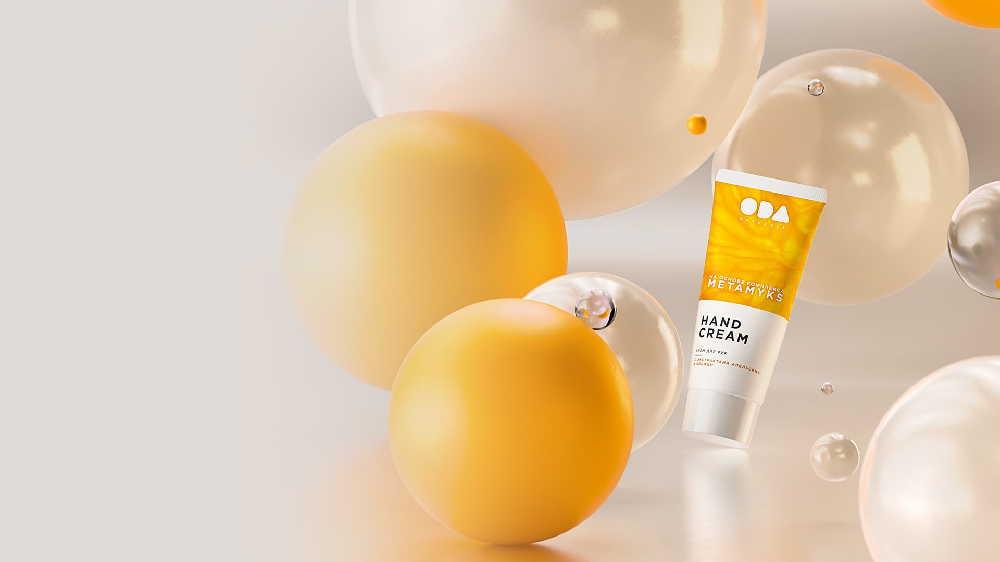 ODA
NATURALS
НА ОСНОВЕ КОМПЛЕКСА
METAMYKS
HAND
CREAM
КРЕМ ДЛЯ РУК
С ЭКСТРАКТАМИ АПЕЛЬСИНА
И КОРИЦЫ